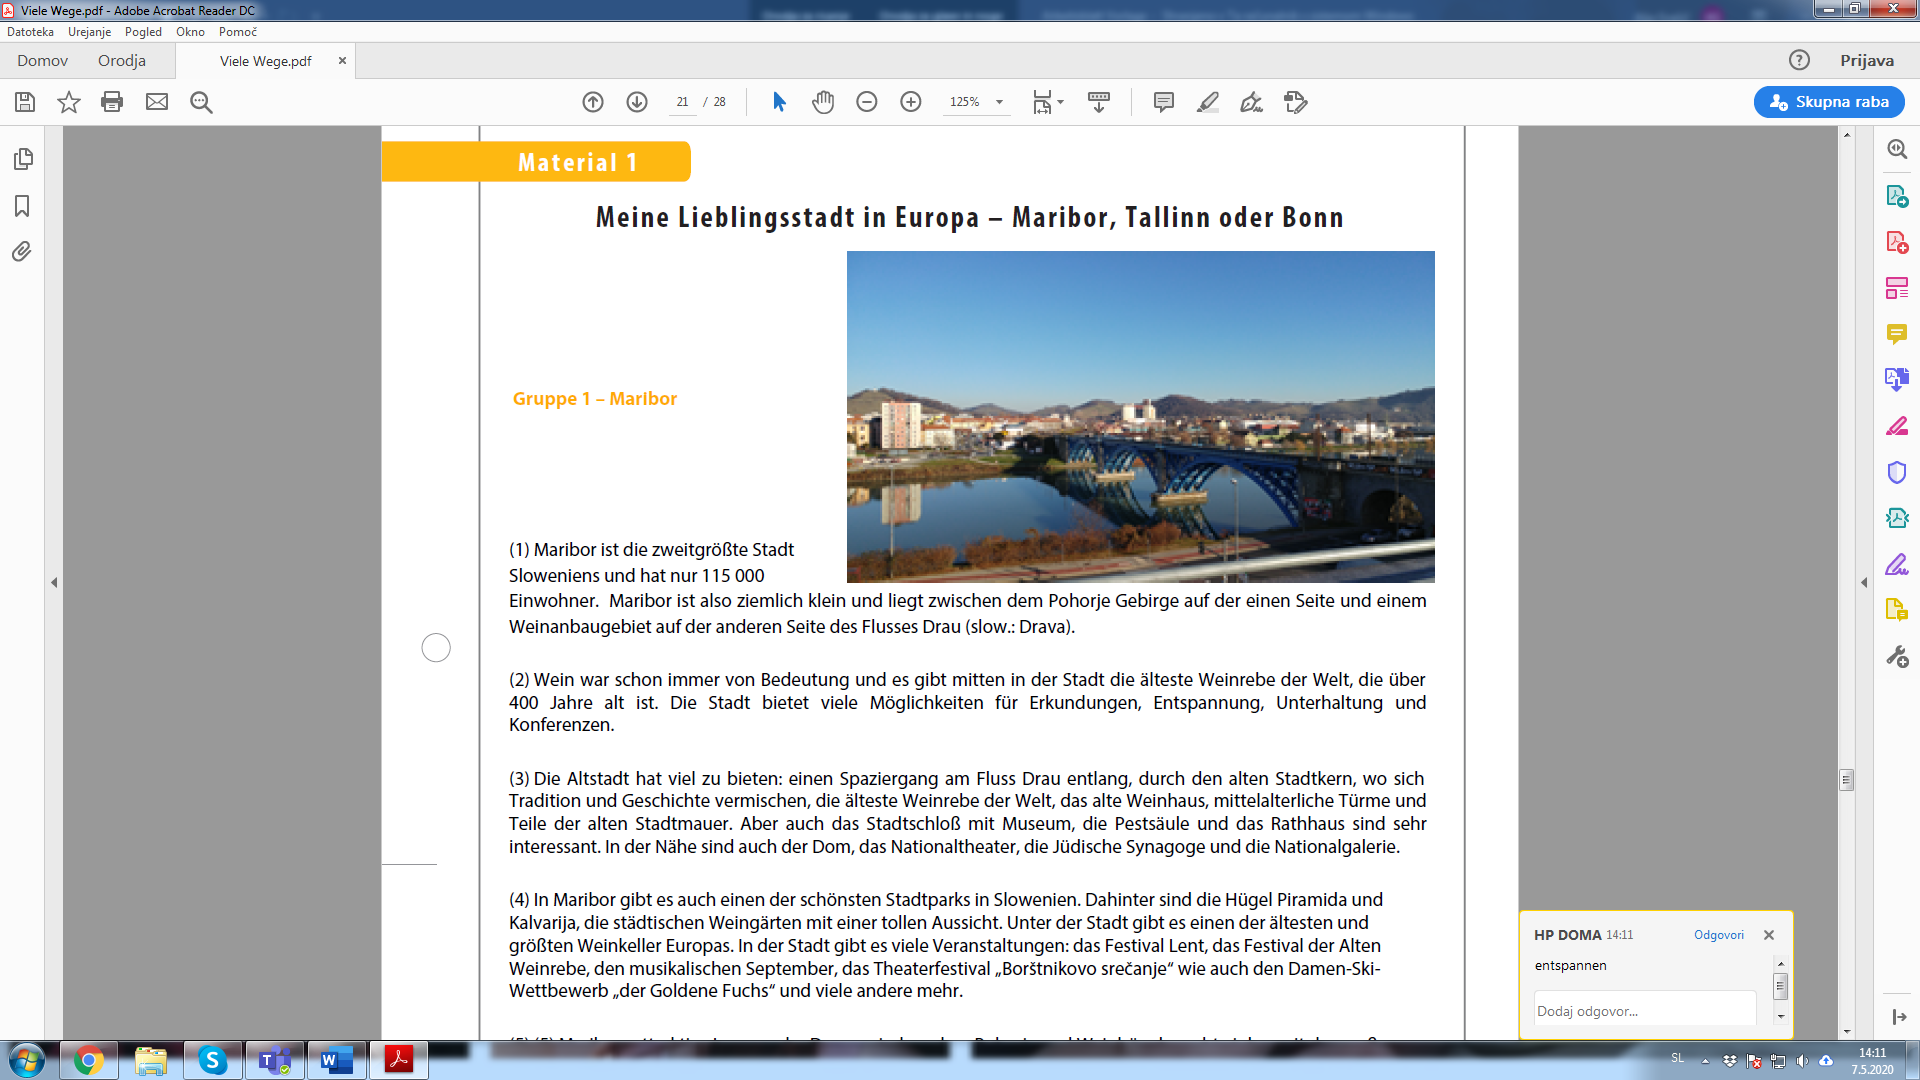 Viele Wege.pdf - Adobe Acrobat Reader DC
Datoteka Urejanje Pogled Okno Pomoč
Domov Orodja Viele Wege.pdf Prijava
21 / 28 125% Skupna raba
Material 1
Meine Lieblingsstadt in Europa – Maribor, Tallinn oder Bonn
Gruppe 1 – Maribor
(1) Maribor ist die zweitgrößte Stadt
Sloweniens und hat nur 115 000
Einwohner. Maribor ist also ziemlich klein und liegt zwischen dem Pohorje Gebirge auf der einen Seite und einem
Weinanbaugebiet auf der anderen Seite des Flusses Drau (slow.: Drava).
(2) Wein war schon immer von Bedeutung und es gibt mitten in der Stadt die älteste Weinrebe der Welt, die über
400 Jahre alt ist. Die Stadt bietet viele Möglichkeiten für Erkundungen, Entspannung, Unterhaltung und
Konferenzen.
(3) Die Altstadt hat viel zu bieten: einen Spaziergang am Fluss Drau entlang, durch den alten Stadtkern, wo sich
Tradition und Geschichte vermischen, die älteste Weinrebe der Welt, das alte Weinhaus, mittelalterliche Türme und
Teile der alten Stadtmauer. Aber auch das Stadtschloß mit Museum, die Pestsäule und das Rathhaus sind sehr
interessant. In der Nähe sind auch der Dom, das Nationaltheater, die Jüdische Synagoge und die Nationalgalerie.
(4) In Maribor gibt es auch einen der schönsten Stadtparks in Slowenien. Dahinter sind die Hügel Piramida und
Kalvarija, die städtischen Weingärten mit einer tollen Aussicht. Unter der Stadt gibt es einen der ältesten und
größten Weinkeller Europas. In der Stadt gibt es viele Veranstaltungen: das Festival Lent, das Festival der Alten
Weinrebe, den musikalischen September, das Theaterfestival „Borštnikovo srečanje“ wie auch den Damen-Ski-
Wettbewerb „der Goldene Fuchs“ und viele andere mehr.
HP DOMA 14:11 Odgovori
entspannen
Dodaj odgovor...
SL 14:11
7.5.2020